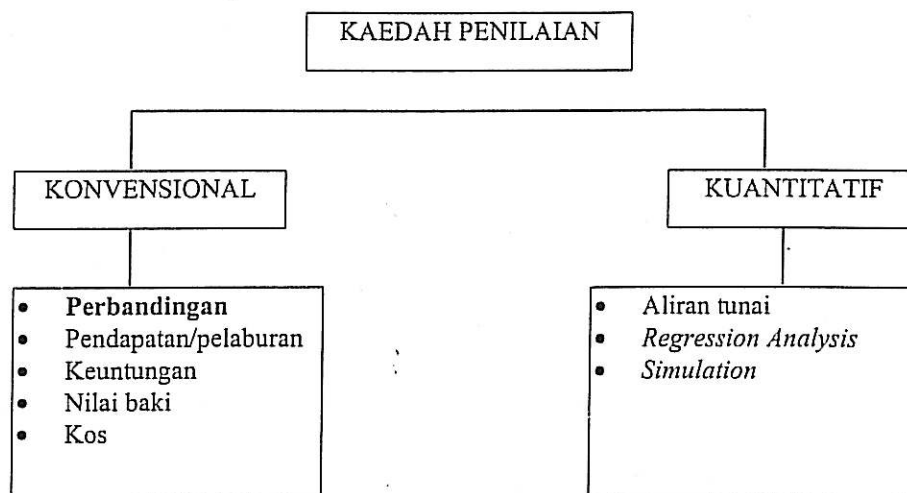 KAEDAH PENILAIAN
KONVENSIONAL
• Perbandingan
• Pendapatan/pelaburan
• Keuntungan
• Nilai baki
• Kos
KUANTITATIF
• Aliran tunai
• Regression Analysis
• Simulation